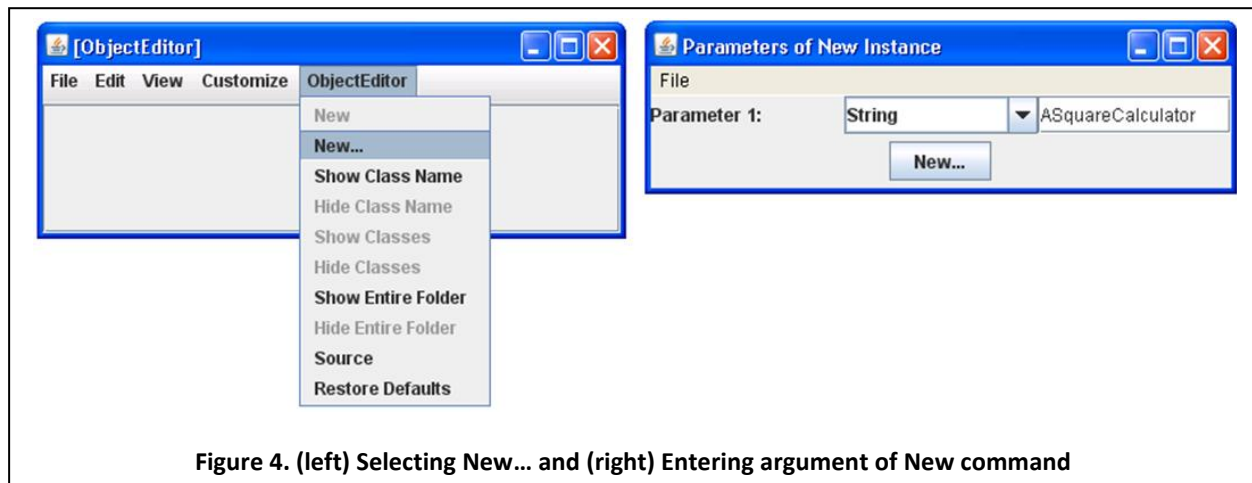 [ObjectEditor]
File Edit View Customize ObjectEditor
New
New...
Show Class Name
Hide Class Name
Show Classes
Hide Classes
Show Entire Folder
Hide Entire Folder
Source
Restore Defaults
Parameters of New Instance
File
Parameter 1: String ASquareCalculator
New...
Figure 4. (left) Selecting New… and (right) Entering argument of New command